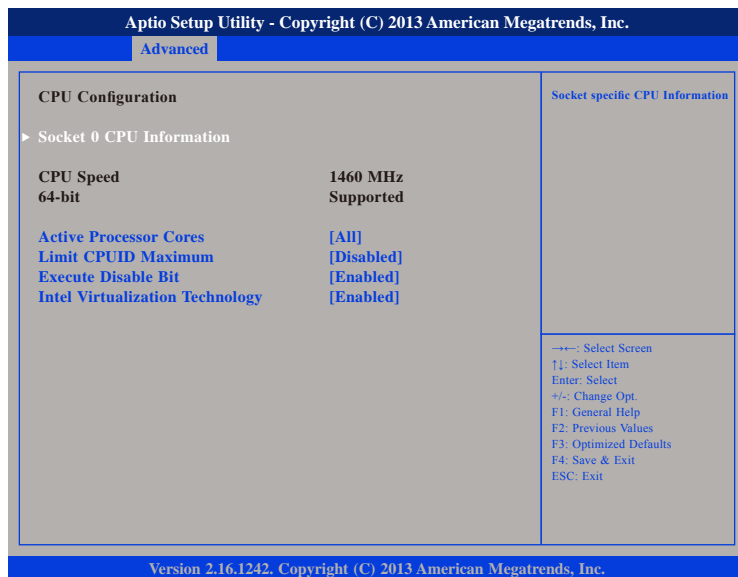 Aptio Setup Utility - Copyright (C) 2013 American Megatrends, Inc.
Advanced
CPU Configuration
▶ Socket 0 CPU Information
CPU Speed 1460 MHz
64-bit Supported
Active Processor Cores [All]
Limit CPUID Maximum [Disabled]
Execute Disable Bit [Enabled]
Intel Virtualization Technology [Enabled]
Socket specific CPU Information
→←: Select Screen
↑↓: Select Item
Enter: Select
+/-: Change Opt.
F1: General Help
F2: Previous Values
F3: Optimized Defaults
F4: Save & Exit
ESC: Exit
Version 2.16.1242. Copyright (C) 2013 American Megatrends, Inc.